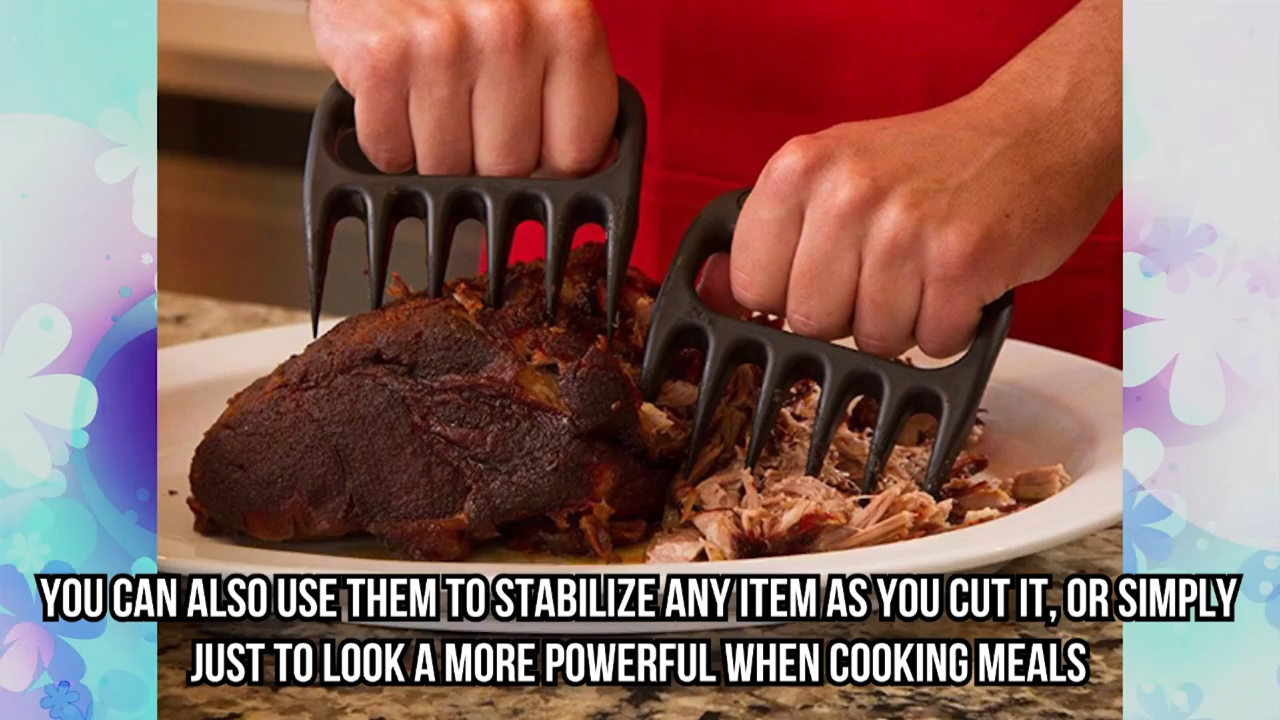 YOU CAN ALSO USE THEM TO STABILIZE ANY ITEM AS YOU CUT IT, OR SIMPLY
JUST TO LOOK A MORE POWERFUL WHEN COOKING MEALS